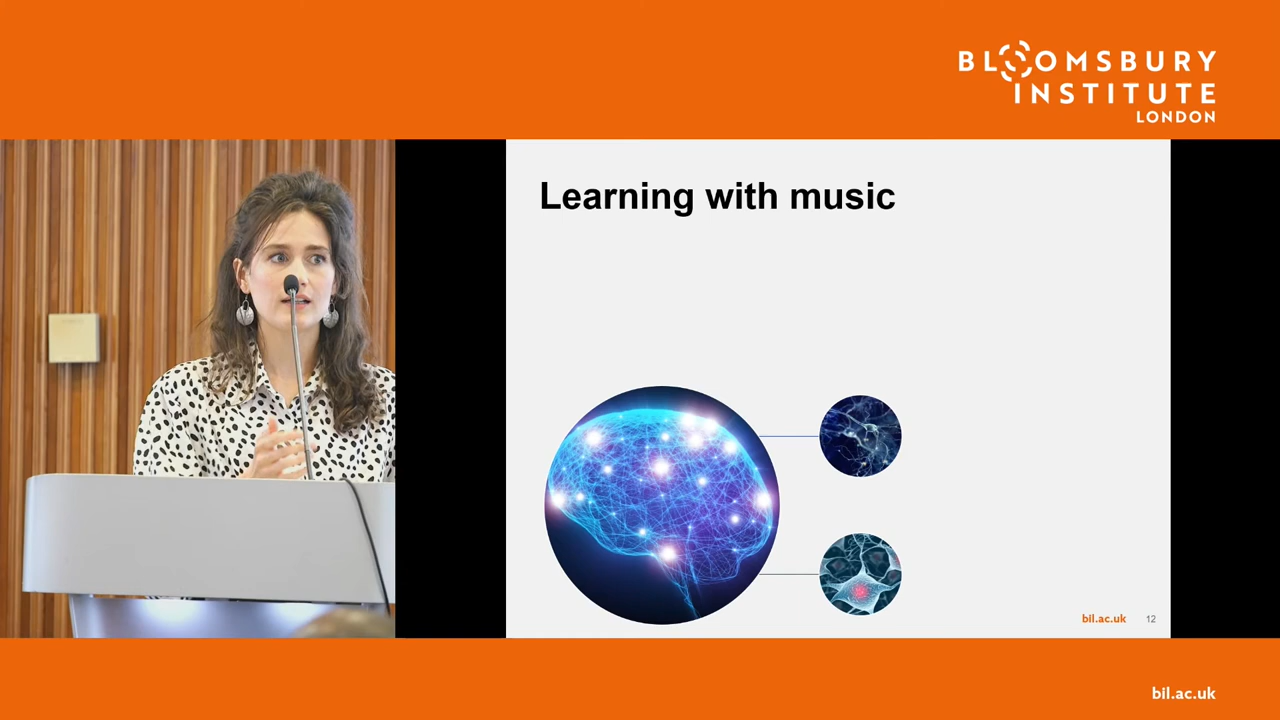 BLOOMSBURY
INSTITUTE
LONDON
Learning with music
bil.ac.uk
12
bil.ac.uk